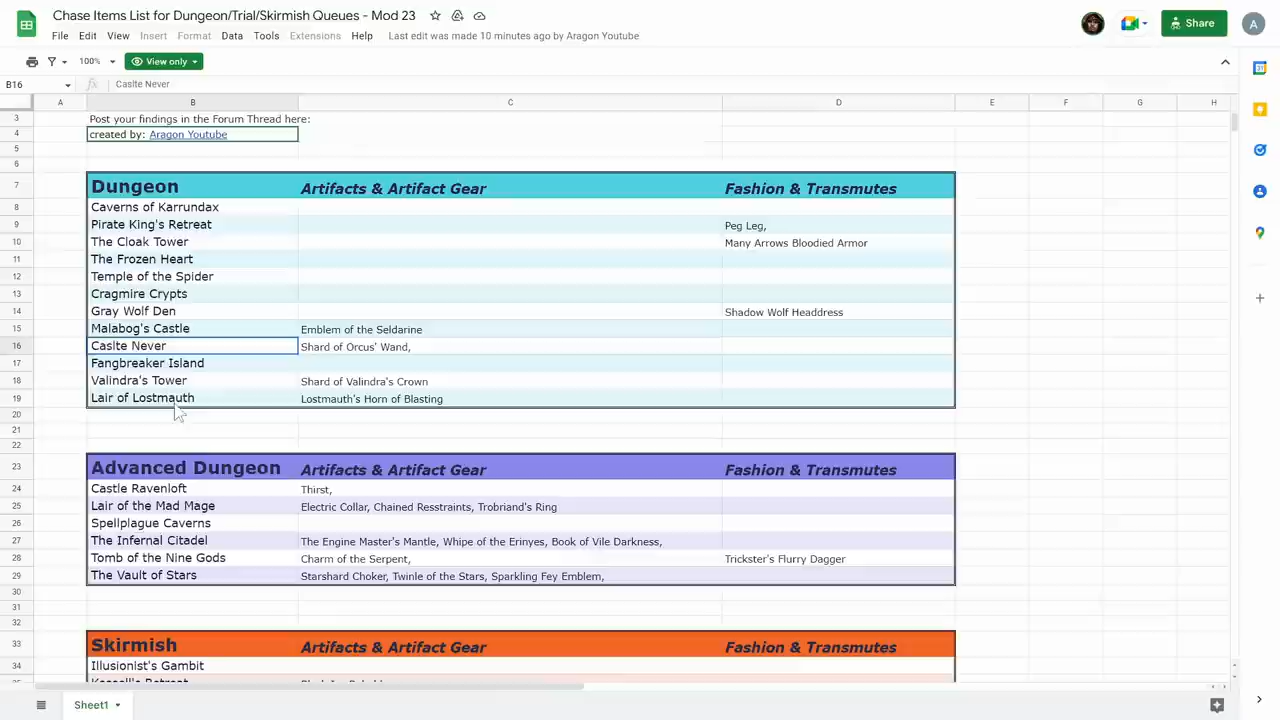 Chase Items List for Dungeon/Trial/Skirmish Queues - Mod 23
File Edit View Insert Format Data Tools Extensions Help Last edit was made 10 minutes ago by Aragon Youtube
Share
A
100% View only
B16 fx Caslte Never
A B C D E F G H
3 Post your findings in the Forum Thread here:
4 created by: Aragon Youtube
5
6
7 Dungeon Artifacts & Artifact Gear Fashion & Transmutes
8 Caverns of Karrundax
9 Pirate King's Retreat Peg Leg,
10 The Cloak Tower Many Arrows Bloodied Armor
11 The Frozen Heart
12 Temple of the Spider
13 Cragmire Crypts
14 Gray Wolf Den Shadow Wolf Headdress
15 Malabog's Castle Emblem of the Seldarine
16 Caslte Never Shard of Orcus' Wand,
17 Fangbreaker Island
18 Valindra's Tower Shard of Valindra's Crown
19 Lair of Lostmauth Lostmauth's Horn of Blasting
20
21
22
23 Advanced Dungeon Artifacts & Artifact Gear Fashion & Transmutes
24 Castle Ravenloft Thirst,
25 Lair of the Mad Mage Electric Collar, Chained Resstraints, Trobriand's Ring
26 Spellplague Caverns
27 The Infernal Citadel The Engine Master's Mantle, Whipe of the Erinyes, Book of Vile Darkness,
28 Tomb of the Nine Gods Charm of the Serpent, Trickster's Flurry Dagger
29 The Vault of Stars Starshard Choker, Twinle of the Stars, Sparkling Fey Emblem,
30
31
32
33 Skirmish Artifacts & Artifact Gear Fashion & Transmutes
34 Illusionist's Gambit
Sheet1